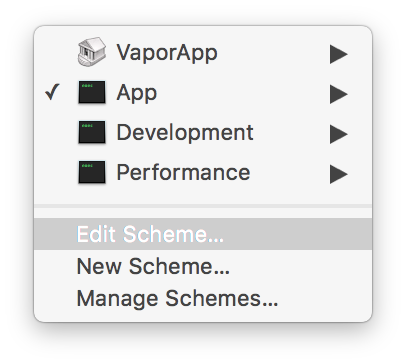 VaporApp
App
Development
Performance
Edit Scheme...
New Scheme...
Manage Schemes...